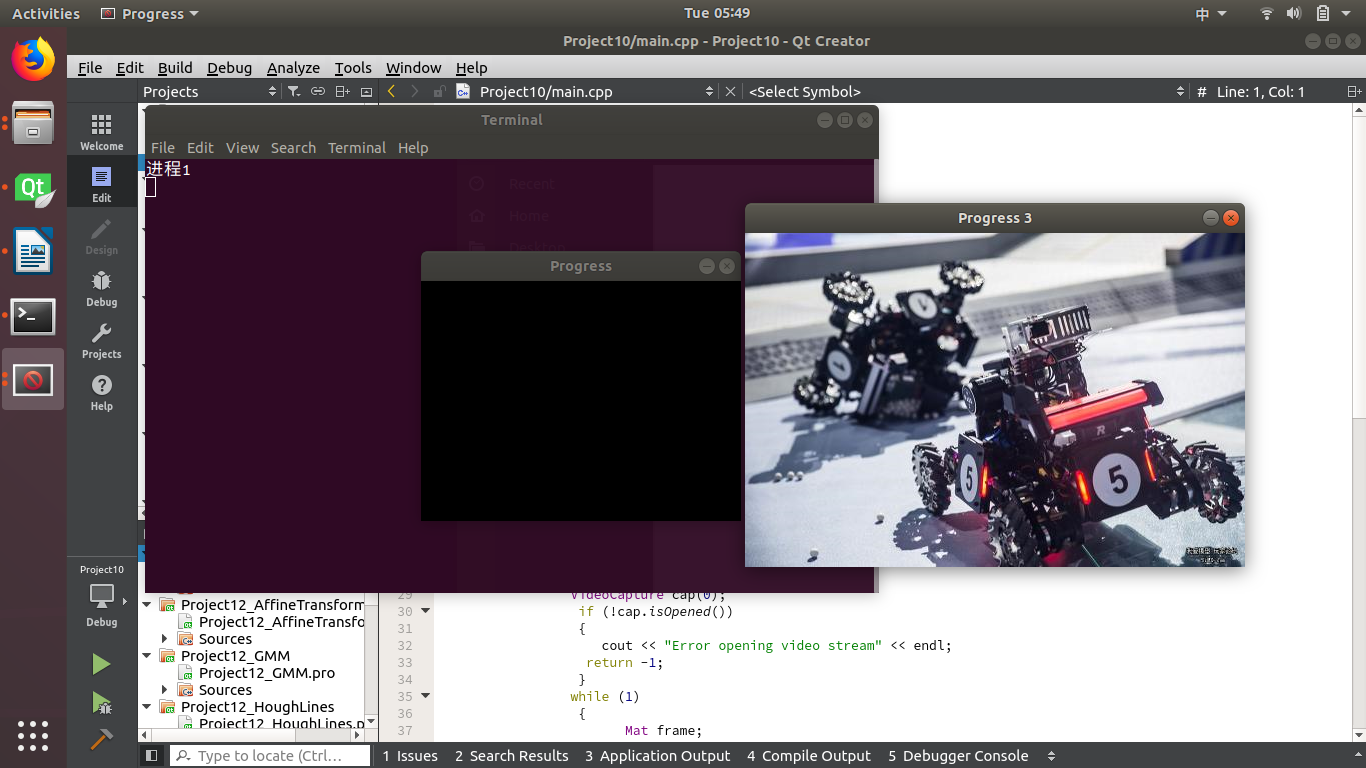 Activities
Progress
Tue 05:49
中
Project10/main.cpp - Project10 - Qt Creator
File Edit Build Debug Analyze Tools Window Help
Projects
Project10/main.cpp
<Select Symbol>
# Line: 1, Col: 1
Welcome
Edit
Design
Debug
Projects
Help
Terminal
File Edit View Search Terminal Help
进程1
Recent
Home
Desktop
Progress
Progress 3
5
5
R
Project10
Debug
Project12_AffineTransform
Project12_AffineTransfo
Sources
Project12_GMM
Project12_GMM.pro
Sources
Project12_HoughLines
Project12_HoughLines.p
29 VideoCapture cap(0);
30 if (!cap.isOpened())
31 {
32 cout << "Error opening video stream" << endl;
33 return -1;
34 }
35 while (1)
36 {
37 Mat frame;
Type to locate (Ctrl...
1 Issues 2 Search Results 3 Application Output 4 Compile Output 5 Debugger Console